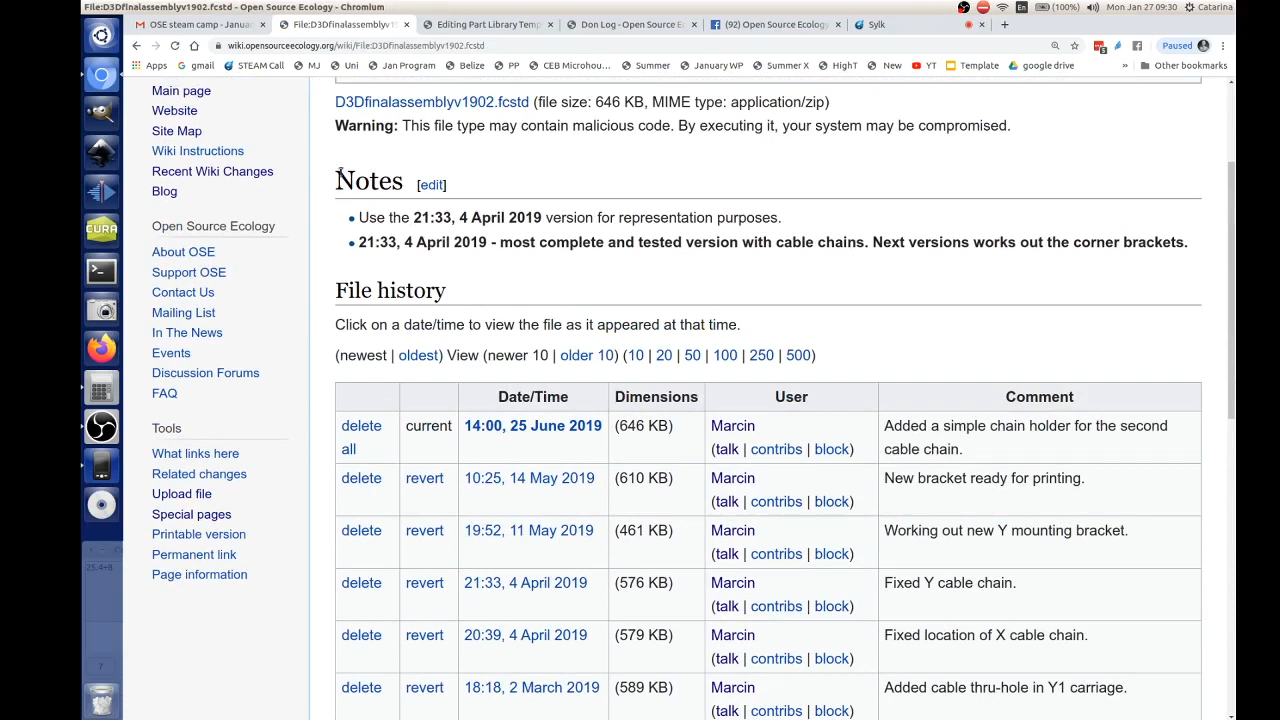 File:D3Dfinalassemblyv1902.fcstd - Open Source Ecology - Chromium
En (100%) Mon Jan 27 09:30 Catarina
OSE steam camp - Janua × File:D3Dfinalassemblyv1 × Editing Part Library Temp × Don Log - Open Source E × (92) Open Source Ecology × Sylk ×
wiki.opensourceecology.org/wiki/File:D3Dfinalassemblyv1902.fcstd Paused
Apps gmail STEAM Call MJ Uni Jan Program Belize PP CEB Microhou... Summer January WP Summer X HighT New YT Template google drive » Other bookmarks
Main page
Website
Site Map
Wiki Instructions
Recent Wiki Changes
Blog
Open Source Ecology
About OSE
Support OSE
Contact Us
Mailing List
In The News
Events
Discussion Forums
FAQ
Tools
What links here
Related changes
Upload file
Special pages
Printable version
Permanent link
Page information
CURA
7
D3Dfinalassemblyv1902.fcstd (file size: 646 KB, MIME type: application/zip)
Warning: This file type may contain malicious code. By executing it, your system may be compromised.
Notes [edit]
• Use the 21:33, 4 April 2019 version for representation purposes.
• 21:33, 4 April 2019 - most complete and tested version with cable chains. Next versions works out the corner brackets.
File history
Click on a date/time to view the file as it appeared at that time.
(newest | oldest) View (newer 10 | older 10) (10 | 20 | 50 | 100 | 250 | 500)
Date/Time Dimensions User Comment
delete all current 14:00, 25 June 2019 (646 KB) Marcin (talk | contribs | block) Added a simple chain holder for the second cable chain.
delete revert 10:25, 14 May 2019 (610 KB) Marcin (talk | contribs | block) New bracket ready for printing.
delete revert 19:52, 11 May 2019 (461 KB) Marcin (talk | contribs | block) Working out new Y mounting bracket.
delete revert 21:33, 4 April 2019 (576 KB) Marcin (talk | contribs | block) Fixed Y cable chain.
delete revert 20:39, 4 April 2019 (579 KB) Marcin (talk | contribs | block) Fixed location of X cable chain.
delete revert 18:18, 2 March 2019 (589 KB) Marcin (talk | contribs | block) Added cable thru-hole in Y1 carriage.